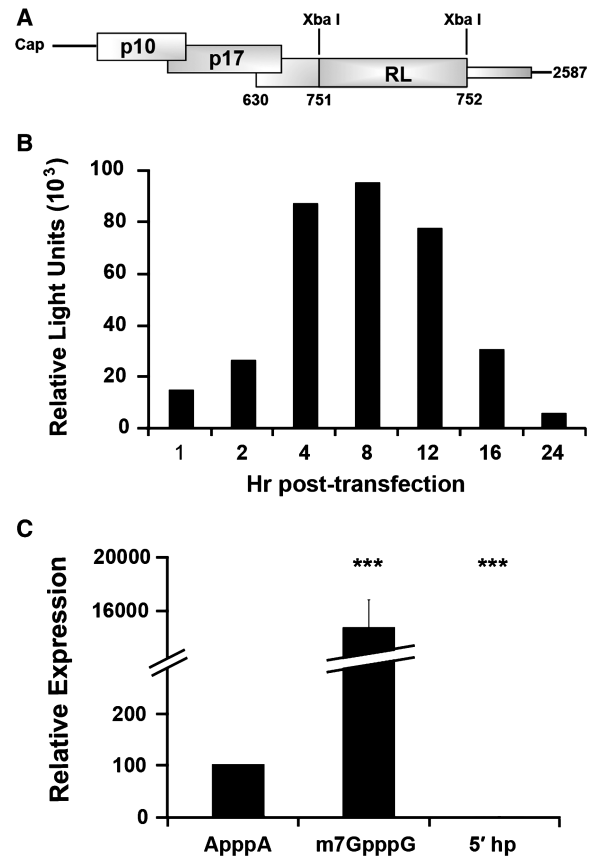 A
Xba I Xba I
Cap p10 p17 RL 2587
630 751 752
B
Relative Light Units (10³)
100
80
60
40
20
0
1 2 4 8 12 16 24
Hr post-transfection
C
Relative Expression
20000
16000
200
100
0
*** ***
ApppA m7GpppG 5′ hp